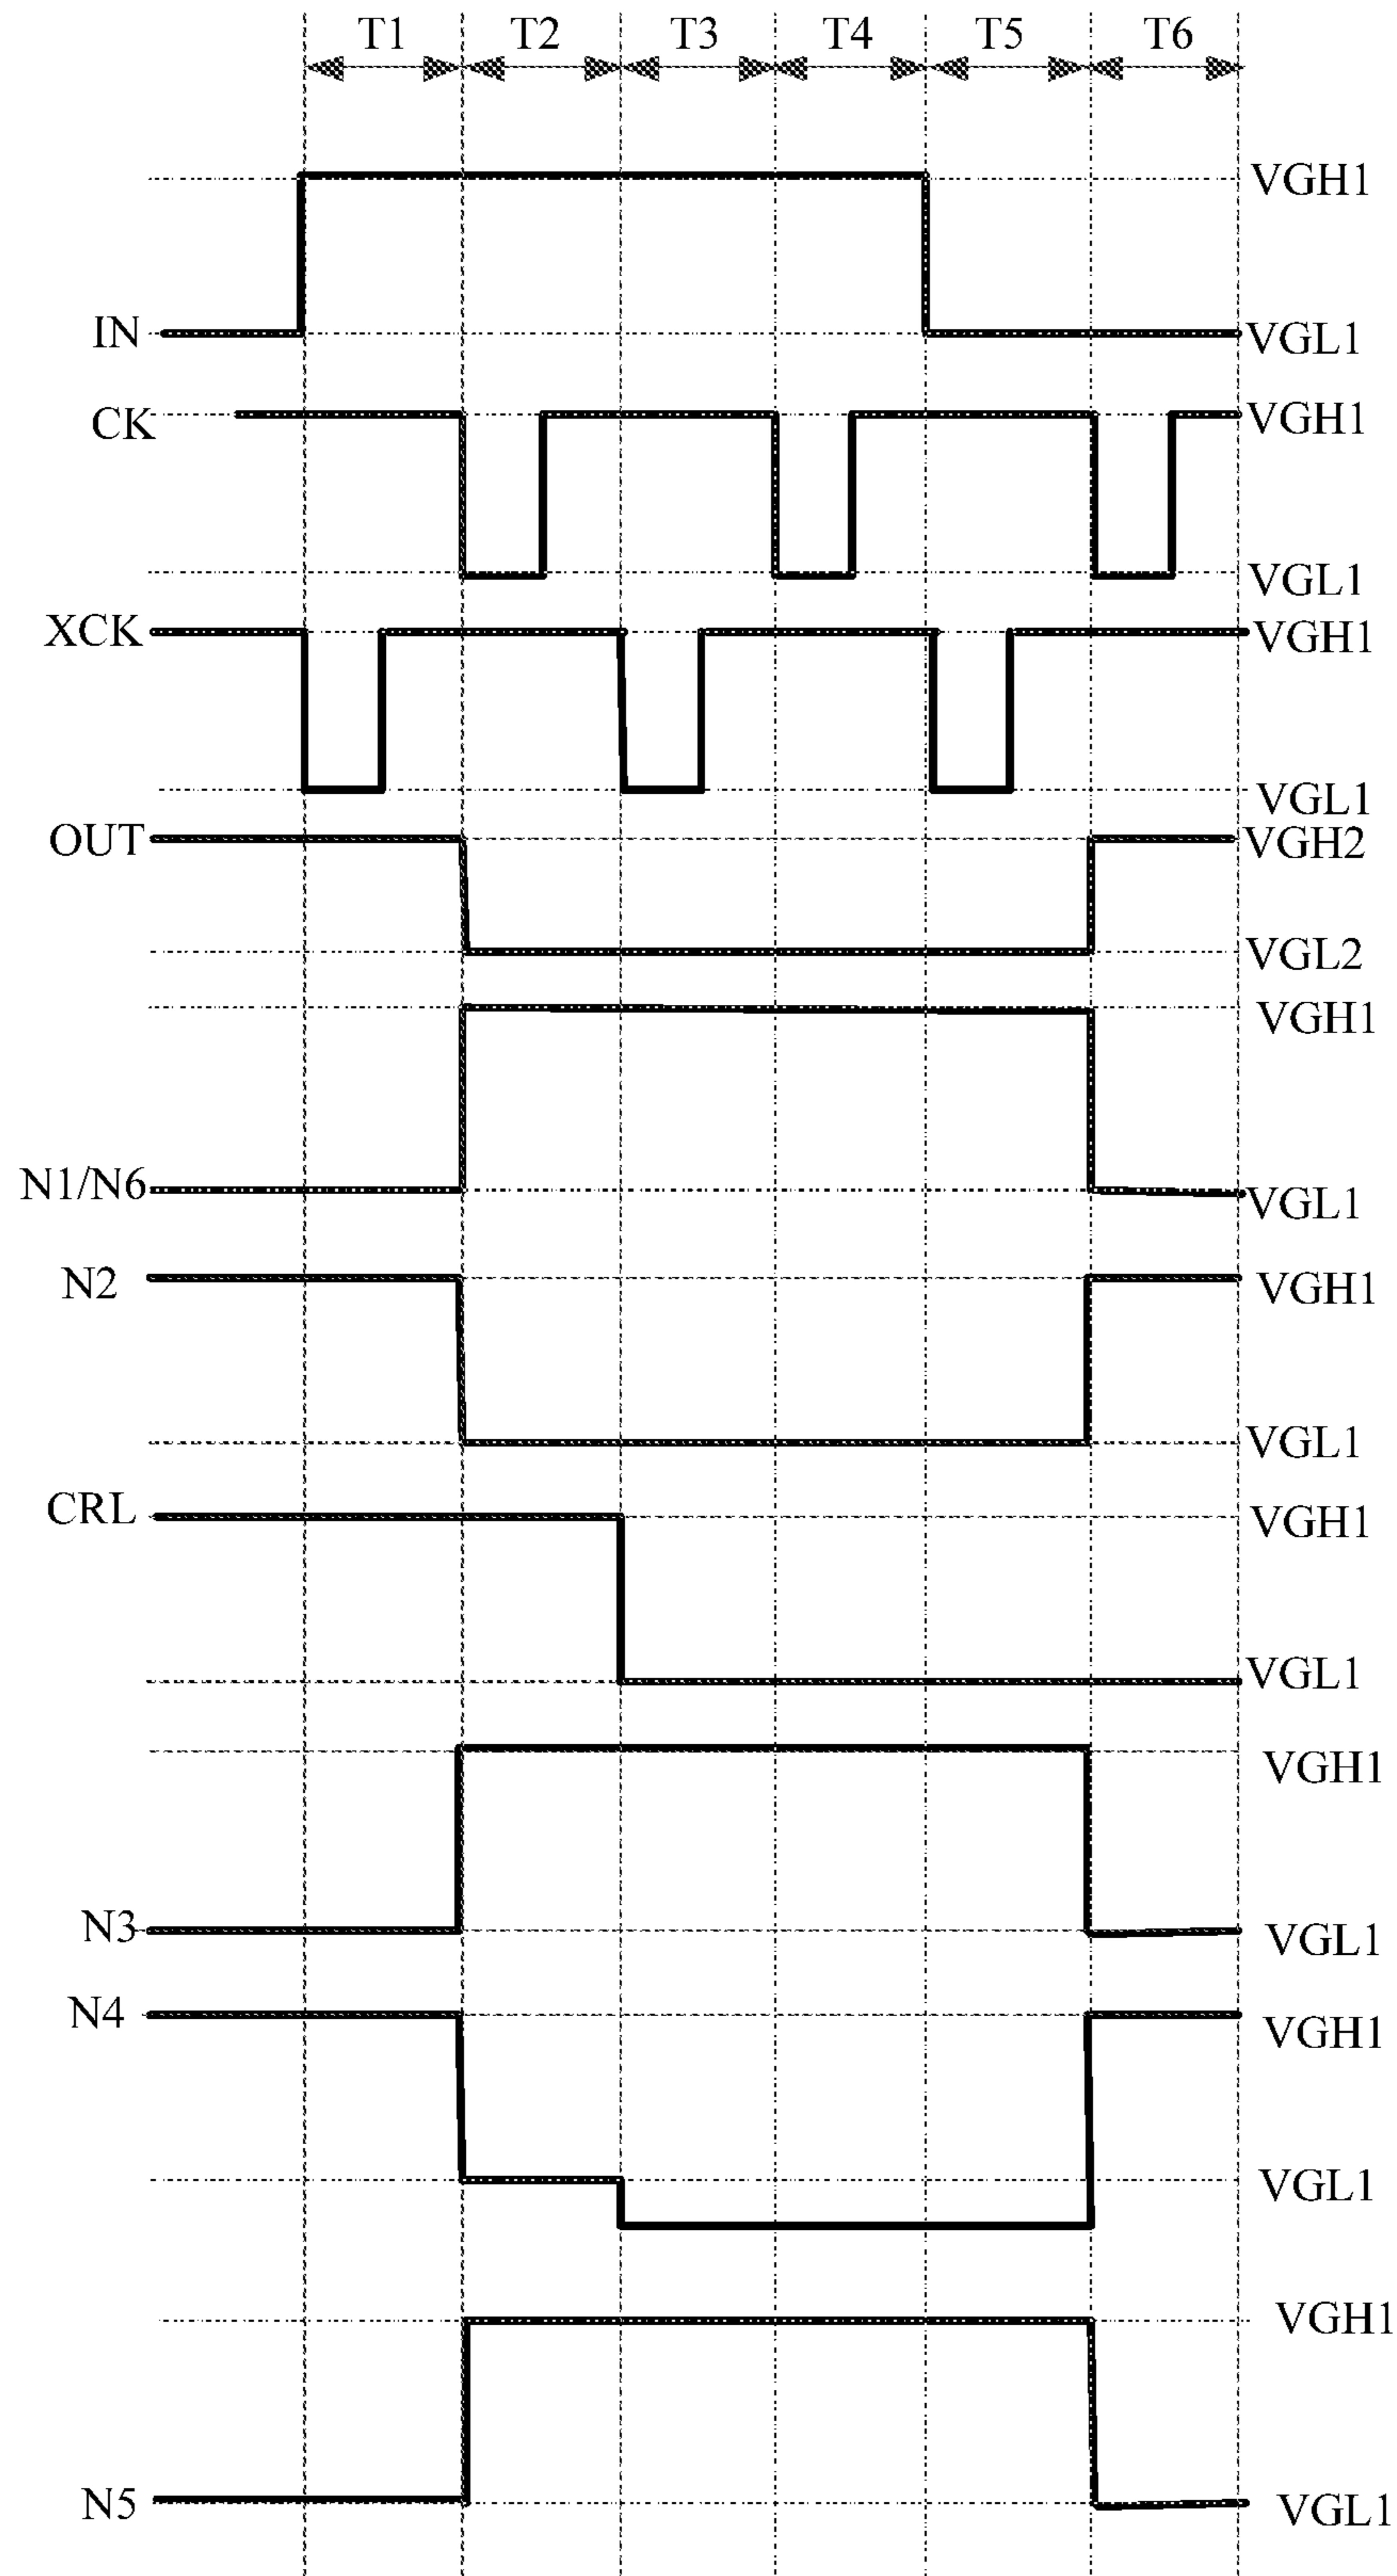 T1 T2 T3 T4 T5 T6
VGH1
IN VGL1
CK VGH1
VGL1
XCK VGH1
VGL1
OUT VGH2
VGL2
VGH1
N1/N6 VGL1
N2 VGH1
VGL1
CRL VGH1
VGL1
VGH1
N3 VGL1
N4 VGH1
VGL1
VGH1
N5 VGL1